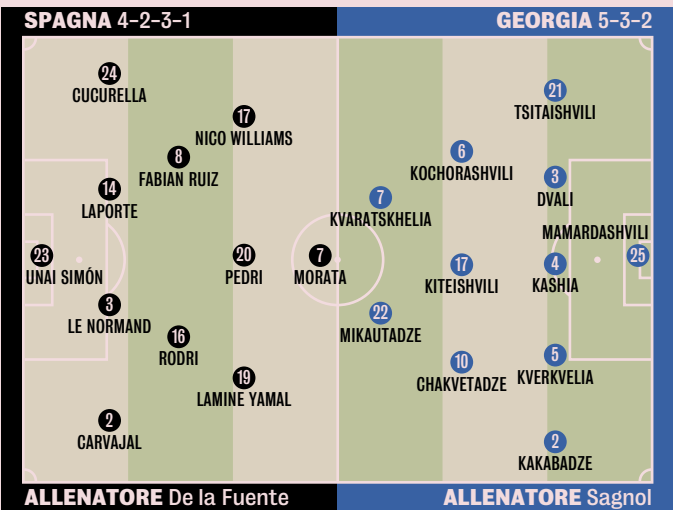 SPAGNA 4-2-3-1
GEORGIA 5-3-2
24
CUCURELLA
14
LAPORTE
23
UNAI SIMÓN
3
LE NORMAND
2
CARVAJAL
8
FABIAN RUIZ
16
RODRI
17
NICO WILLIAMS
20
PEDRI
19
LAMINE YAMAL
7
MORATA
7
KVARATSKHELIA
22
MIKAUTADZE
6
KOCHORASHVILI
17
KITEISHVILI
10
CHAKVETADZE
21
TSITAISHVILI
3
DVALI
MAMARDASHVILI
25
4
KASHIA
5
KVERKVELIA
2
KAKABADZE
ALLENATORE De la Fuente
ALLENATORE Sagnol